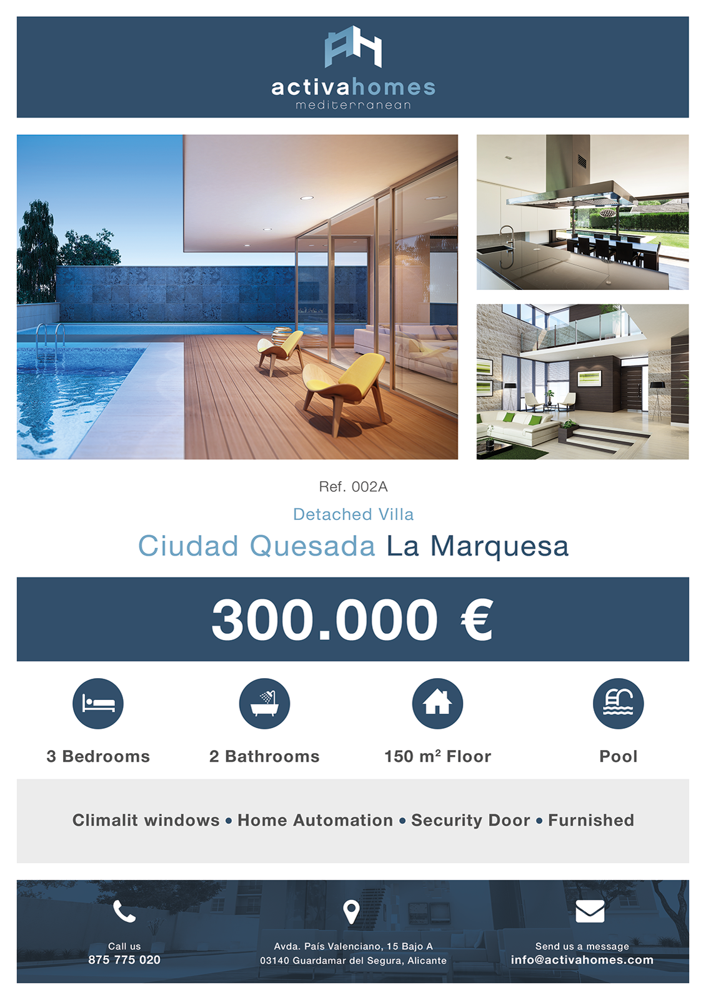 activahomes
mediterranean
Ref. 002A
Detached Villa
Ciudad Quesada La Marquesa
300.000 €
3 Bedrooms
2 Bathrooms
150 m² Floor
Pool
Climalit windows • Home Automation • Security Door • Furnished
Call us
875 775 020
Avda. País Valenciano, 15 Bajo A
03140 Guardamar del Segura, Alicante
Send us a message
info@activahomes.com